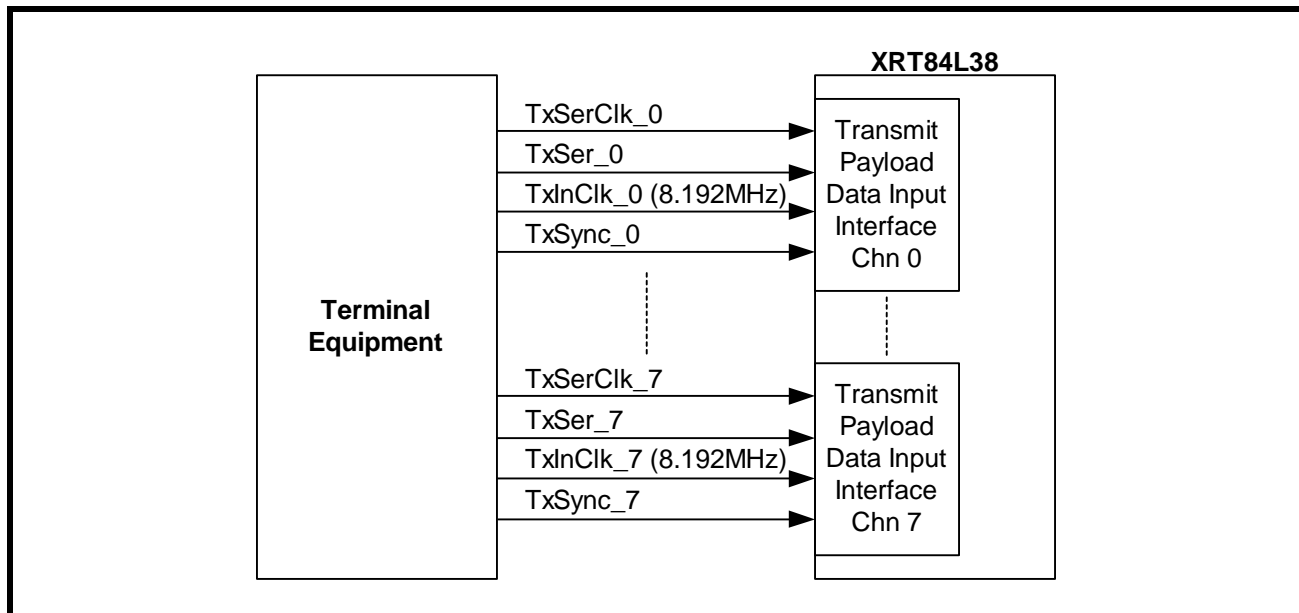 XRT84L38
TxSerClk_0
TxSer_0
TxInClk_0 (8.192MHz)
TxSync_0
Transmit
Payload
Data Input
Interface
Chn 0
Terminal
Equipment
TxSerClk_7
TxSer_7
TxInClk_7 (8.192MHz)
TxSync_7
Transmit
Payload
Data Input
Interface
Chn 7